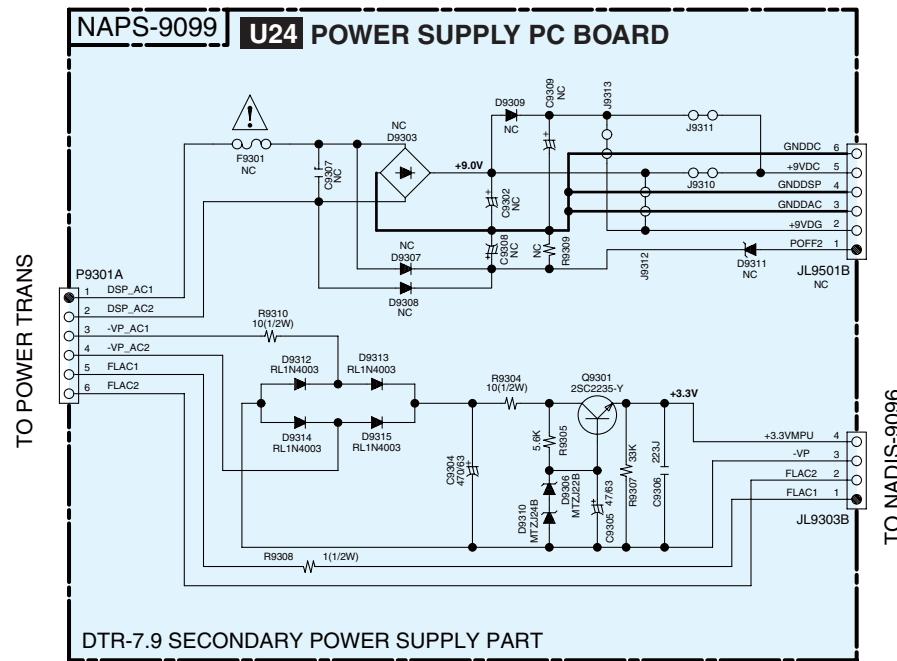 NAPS-9099
U24 POWER SUPPLY PC BOARD
F9301
NC
C9307
NC
NC
D9303
+9.0V
D9309
NC
C9309
NC
J9313
J9311
J9310
C9302
NC
C9308
NC
NC
R9309
J9312
NC
D9307
D9308
NC
D9311
NC
GNDDC 6
+9VDC 5
GNDDSP 4
GNDDAC 3
+9VDG 2
POFF2 1
JL9501B
NC
TO POWER TRANS
P9301A
1 DSP_AC1
2 DSP_AC2
3 -VP_AC1
4 -VP_AC2
5 FLAC1
6 FLAC2
R9310
10(1/2W)
D9312
RL1N4003
D9313
RL1N4003
D9314
RL1N4003
D9315
RL1N4003
C9304
470/63
R9304
10(1/2W)
Q9301
2SC2235-Y
+3.3V
5.6K
R9305
D9310
MTZJ24B
D9306
MTZJ22B
47/63
C9305
33K
R9307
223J
C9306
R9308 1(1/2W)
+3.3VMPU 4
-VP 3
FLAC2 2
FLAC1 1
JL9303B
TO NADIS-9096
DTR-7.9 SECONDARY POWER SUPPLY PART